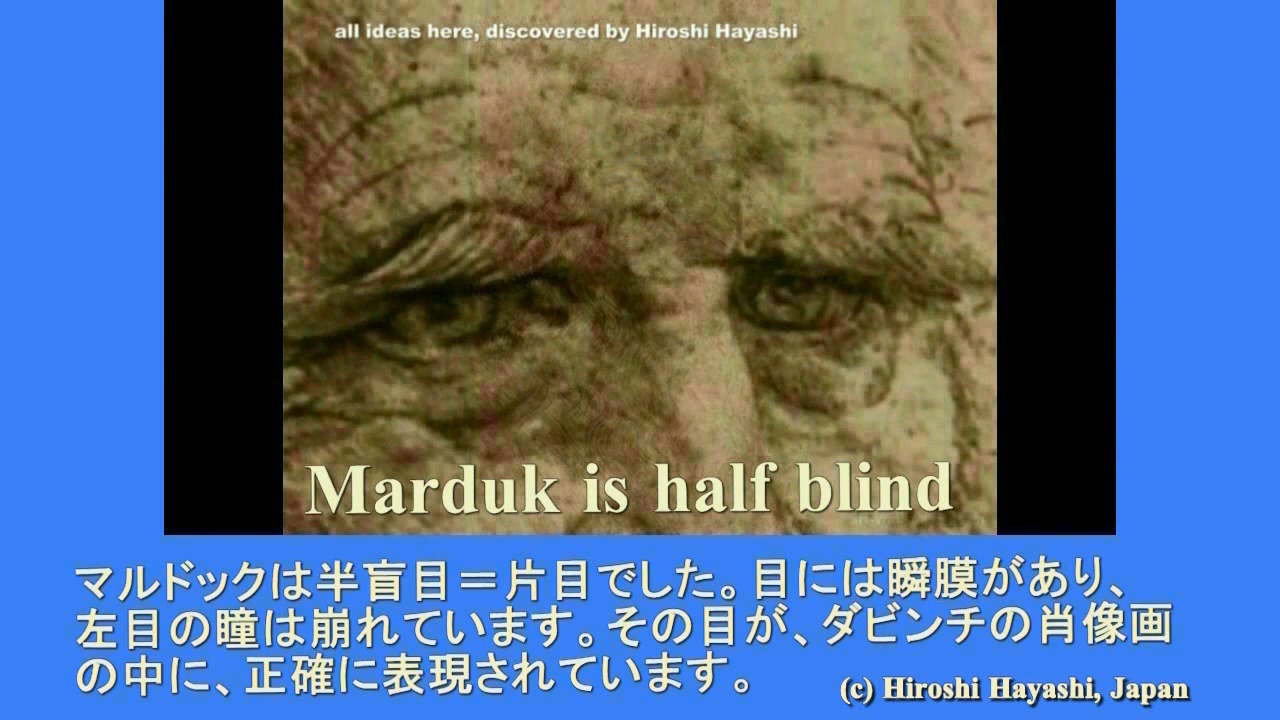 all ideas here, discovered by Hiroshi Hayashi
Marduk is half blind
マルドックは半盲目＝片目でした。目には瞬膜があり、
左目の瞳は崩れています。その目が、ダビンチの肖像画
の中に、正確に表現されています。
(c) Hiroshi Hayashi, Japan